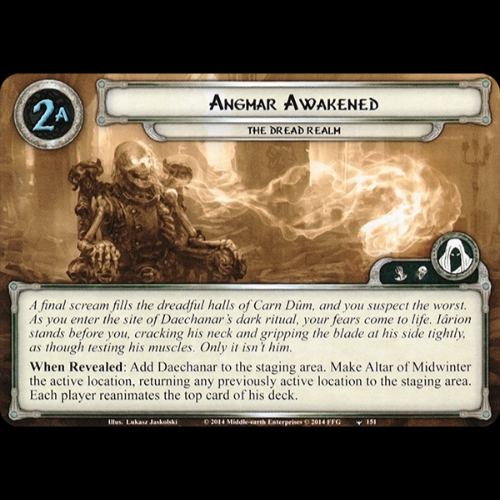 2A
ANGMAR AWAKENED
THE DREAD REALM
A final scream fills the dreadful halls of Carn Dûm, and you suspect the worst.
As you enter the site of Daechanar's dark ritual, your fears come to life. Iârion
stands before you, cracking his neck and gripping the blade at his side tightly,
as though testing his muscles. Only it isn't him.
When Revealed: Add Daechanar to the staging area. Make Altar of Midwinter
the active location, returning any previously active location to the staging area.
Each player reanimates the top card of his deck.
Illus. Lukasz Jaskolski © 2014 Middle-earth Enterprises © 2014 FFG 151